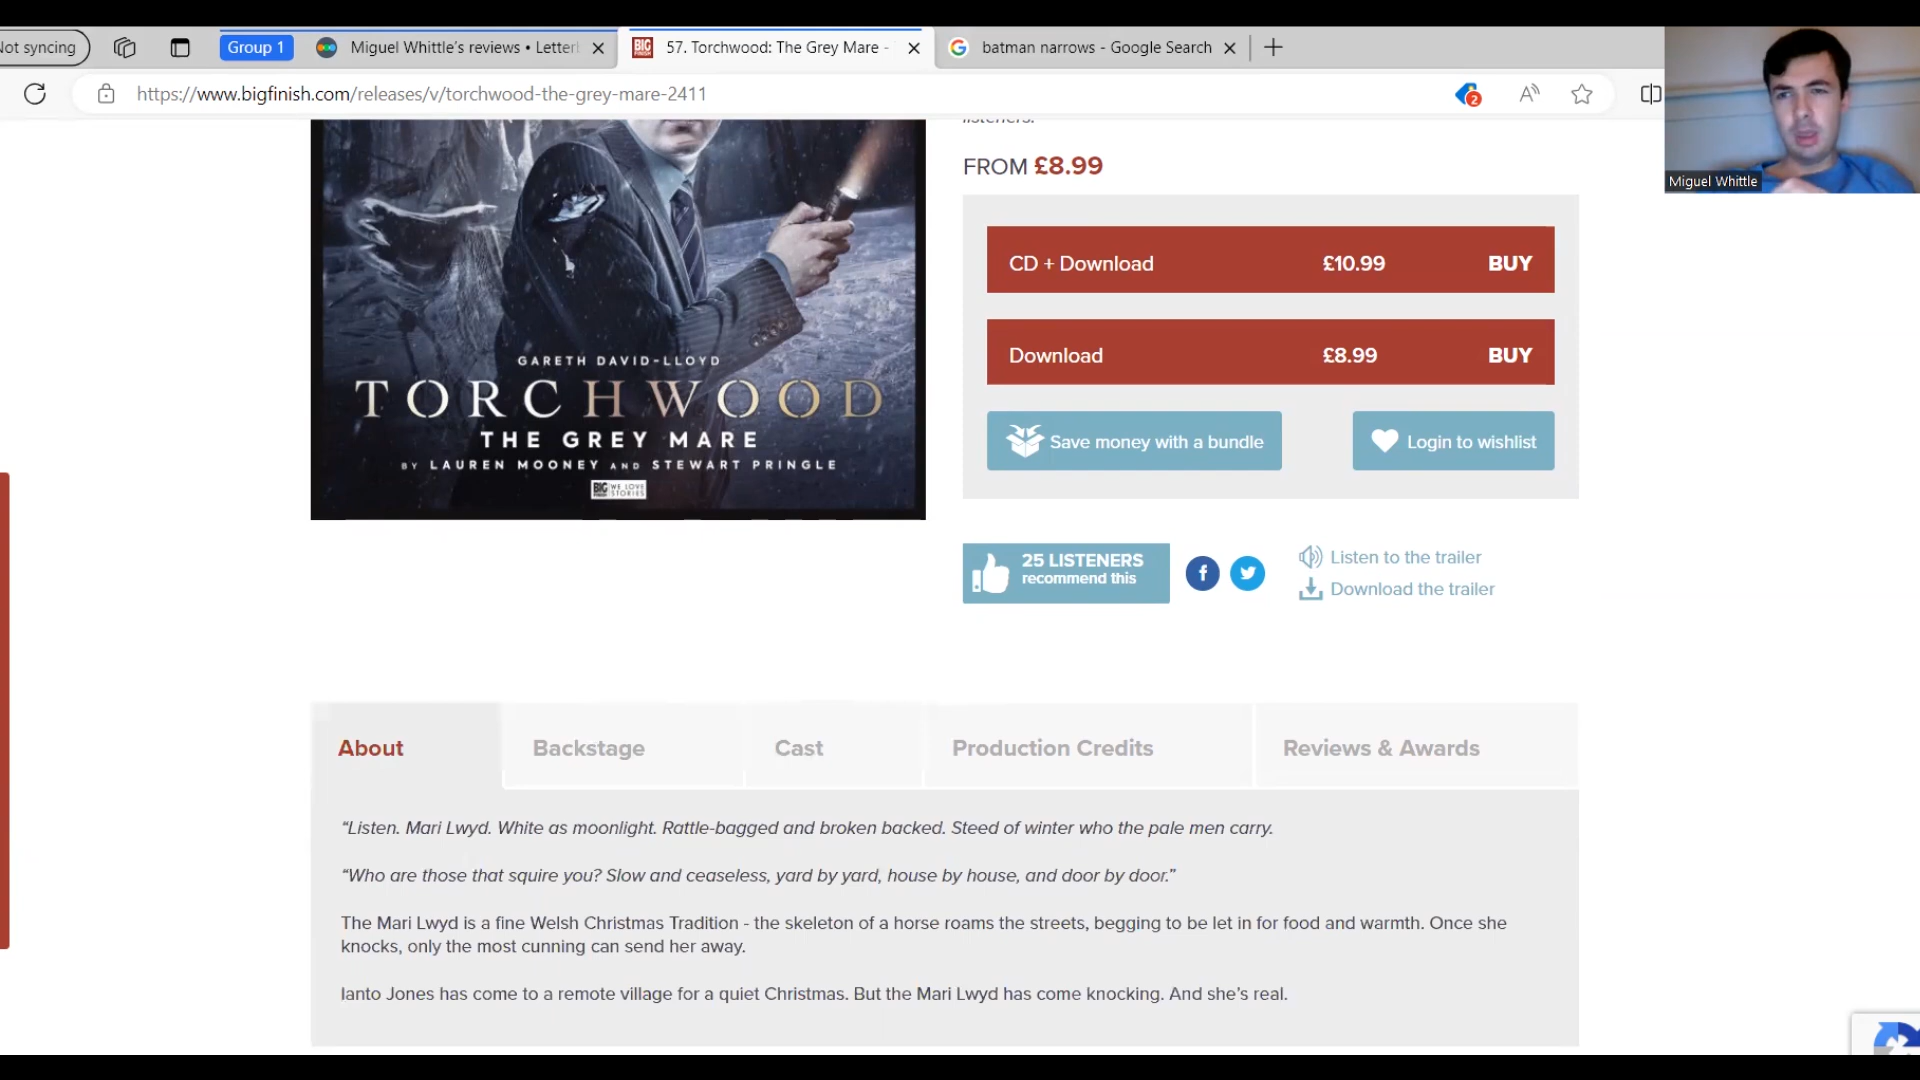 Not syncing
Group 1
Miguel Whittle's reviews • Letterb
57. Torchwood: The Grey Mare -
batman narrows - Google Search
https://www.bigfinish.com/releases/v/torchwood-the-grey-mare-2411
2
Miguel Whittle
listeners.
FROM £8.99
CD + Download £10.99 BUY
Download £8.99 BUY
Save money with a bundle
Login to wishlist
GARETH DAVID-LLOYD
TORCHWOOD
THE GREY MARE
BY LAUREN MOONEY AND STEWART PRINGLE
BIG FINISH WE LOVE STORIES
25 LISTENERS
recommend this
Listen to the trailer
Download the trailer
About
Backstage
Cast
Production Credits
Reviews & Awards
“Listen. Mari Lwyd. White as moonlight. Rattle-bagged and broken backed. Steed of winter who the pale men carry.
“Who are those that squire you? Slow and ceaseless, yard by yard, house by house, and door by door.”
The Mari Lwyd is a fine Welsh Christmas Tradition - the skeleton of a horse roams the streets, begging to be let in for food and warmth. Once she
knocks, only the most cunning can send her away.
Ianto Jones has come to a remote village for a quiet Christmas. But the Mari Lwyd has come knocking. And she’s real.